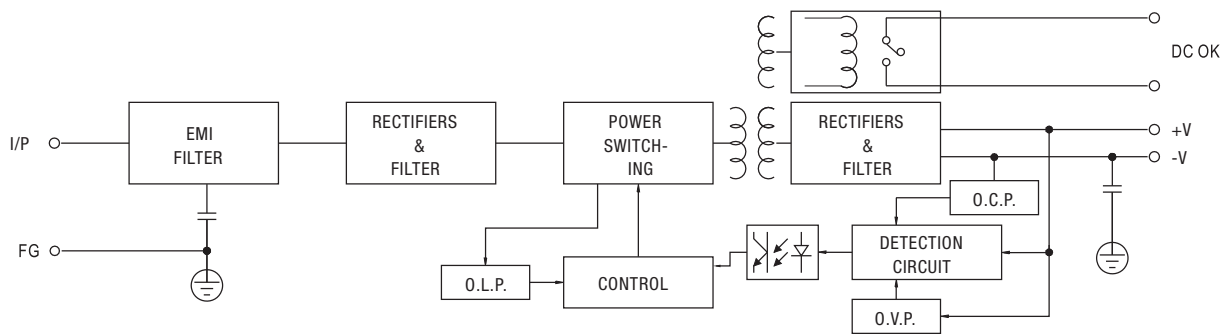 DC OK
I/P
EMI
FILTER
RECTIFIERS
&
FILTER
POWER
SWITCH-
ING
RECTIFIERS
&
FILTER
+V
-V
O.C.P.
FG
DETECTION
CIRCUIT
O.L.P.
CONTROL
O.V.P.